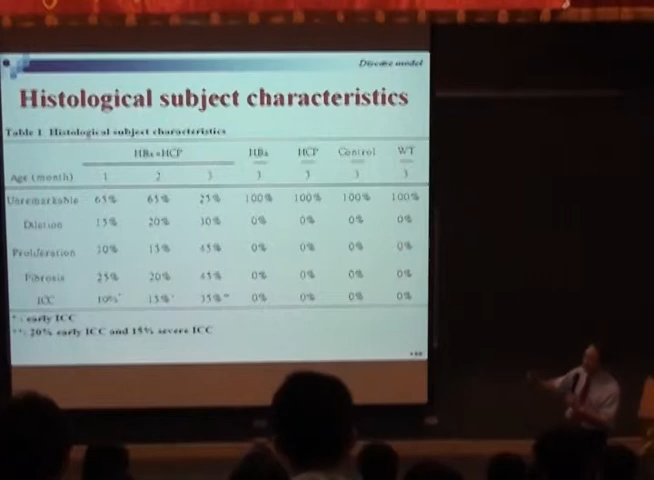 Disease model
Histological subject characteristics
Table 1. Histological subject characteristics
HBx+HCP HBx HCP Control WT
Age (month) 1 2 3 3 3 3 3
Unremarkable 65% 65% 25% 100% 100% 100% 100%
Dilation 15% 20% 30% 0% 0% 0% 0%
Proliferation 10% 15% 45% 0% 0% 0% 0%
Fibrosis 25% 20% 45% 0% 0% 0% 0%
ICC 10%* 15%* 35%** 0% 0% 0% 0%
*: early ICC
**: 20% early ICC and 15% severe ICC